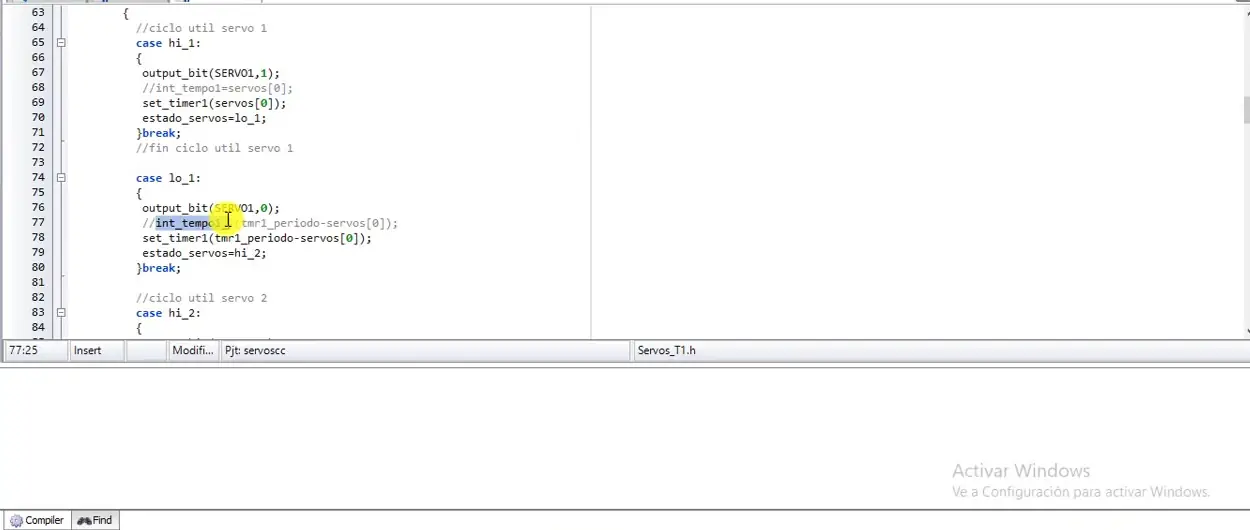 63 {
64 //ciclo util servo 1
65 case hi_1:
66 {
67 output_bit(SERVO1,1);
68 //int_tempo1=servos[0];
69 set_timer1(servos[0]);
70 estado_servos=lo_1;
71 }break;
72 //fin ciclo util servo 1
73
74 case lo_1:
75 {
76 output_bit(SERVO1,0);
77 //int_tempo1 tmr1_periodo-servos[0]);
78 set_timer1(tmr1_periodo-servos[0]);
79 estado_servos=hi_2;
80 }break;
81
82 //ciclo util servo 2
83 case hi_2:
84 {
77:25 Insert Modifi... Pjt: servoscc Servos_T1.h
Activar Windows
Ve a Configuración para activar Windows.
Compiler Find